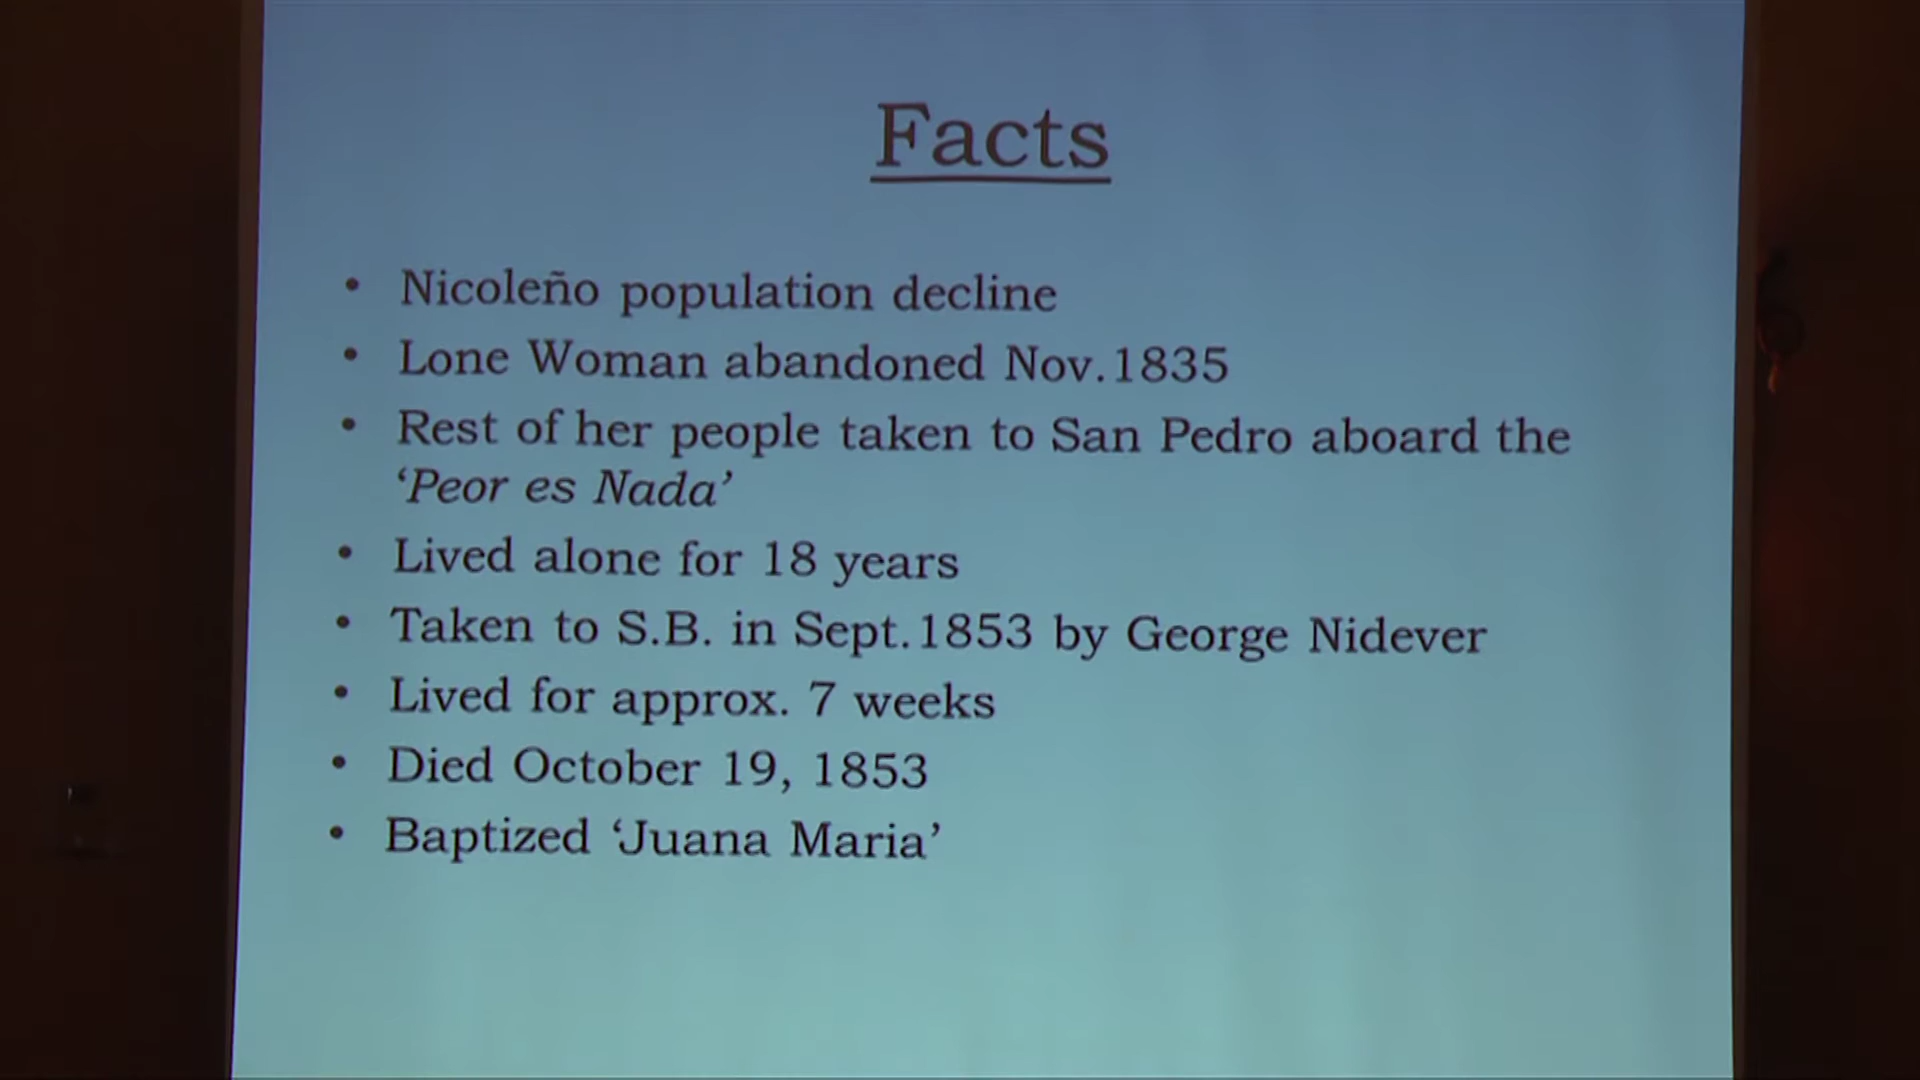 Facts
• Nicoleño population decline
• Lone Woman abandoned Nov.1835
• Rest of her people taken to San Pedro aboard the
‘Peor es Nada’
• Lived alone for 18 years
• Taken to S.B. in Sept.1853 by George Nidever
• Lived for approx. 7 weeks
• Died October 19, 1853
• Baptized ‘Juana Maria’